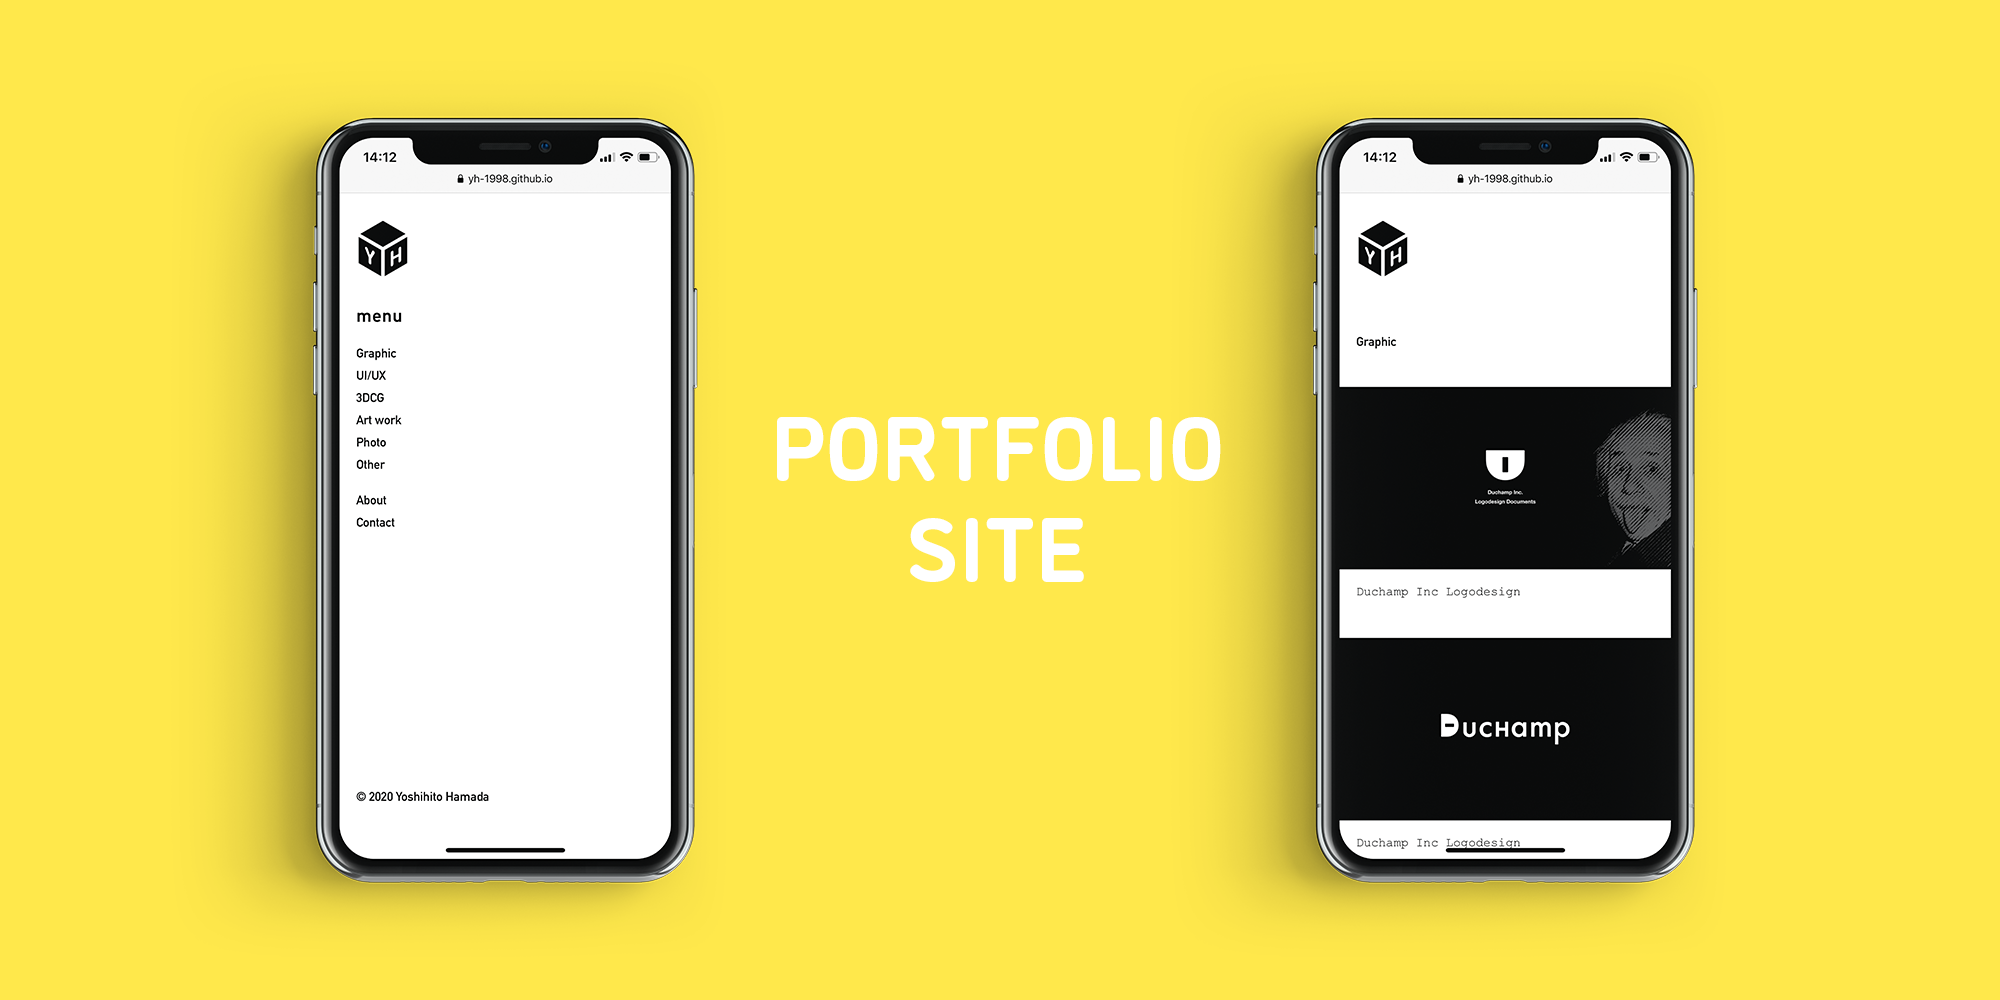 14:12
yh-1998.github.io
Y H
menu
Graphic
UI/UX
3DCG
Art work
Photo
Other
About
Contact
© 2020 Yoshihito Hamada
PORTFOLIO
SITE
14:12
yh-1998.github.io
Y H
Graphic
Duchamp Inc.
Logodesign Documents
Duchamp Inc Logodesign
DucHamp
Duchamp Inc Logodesign